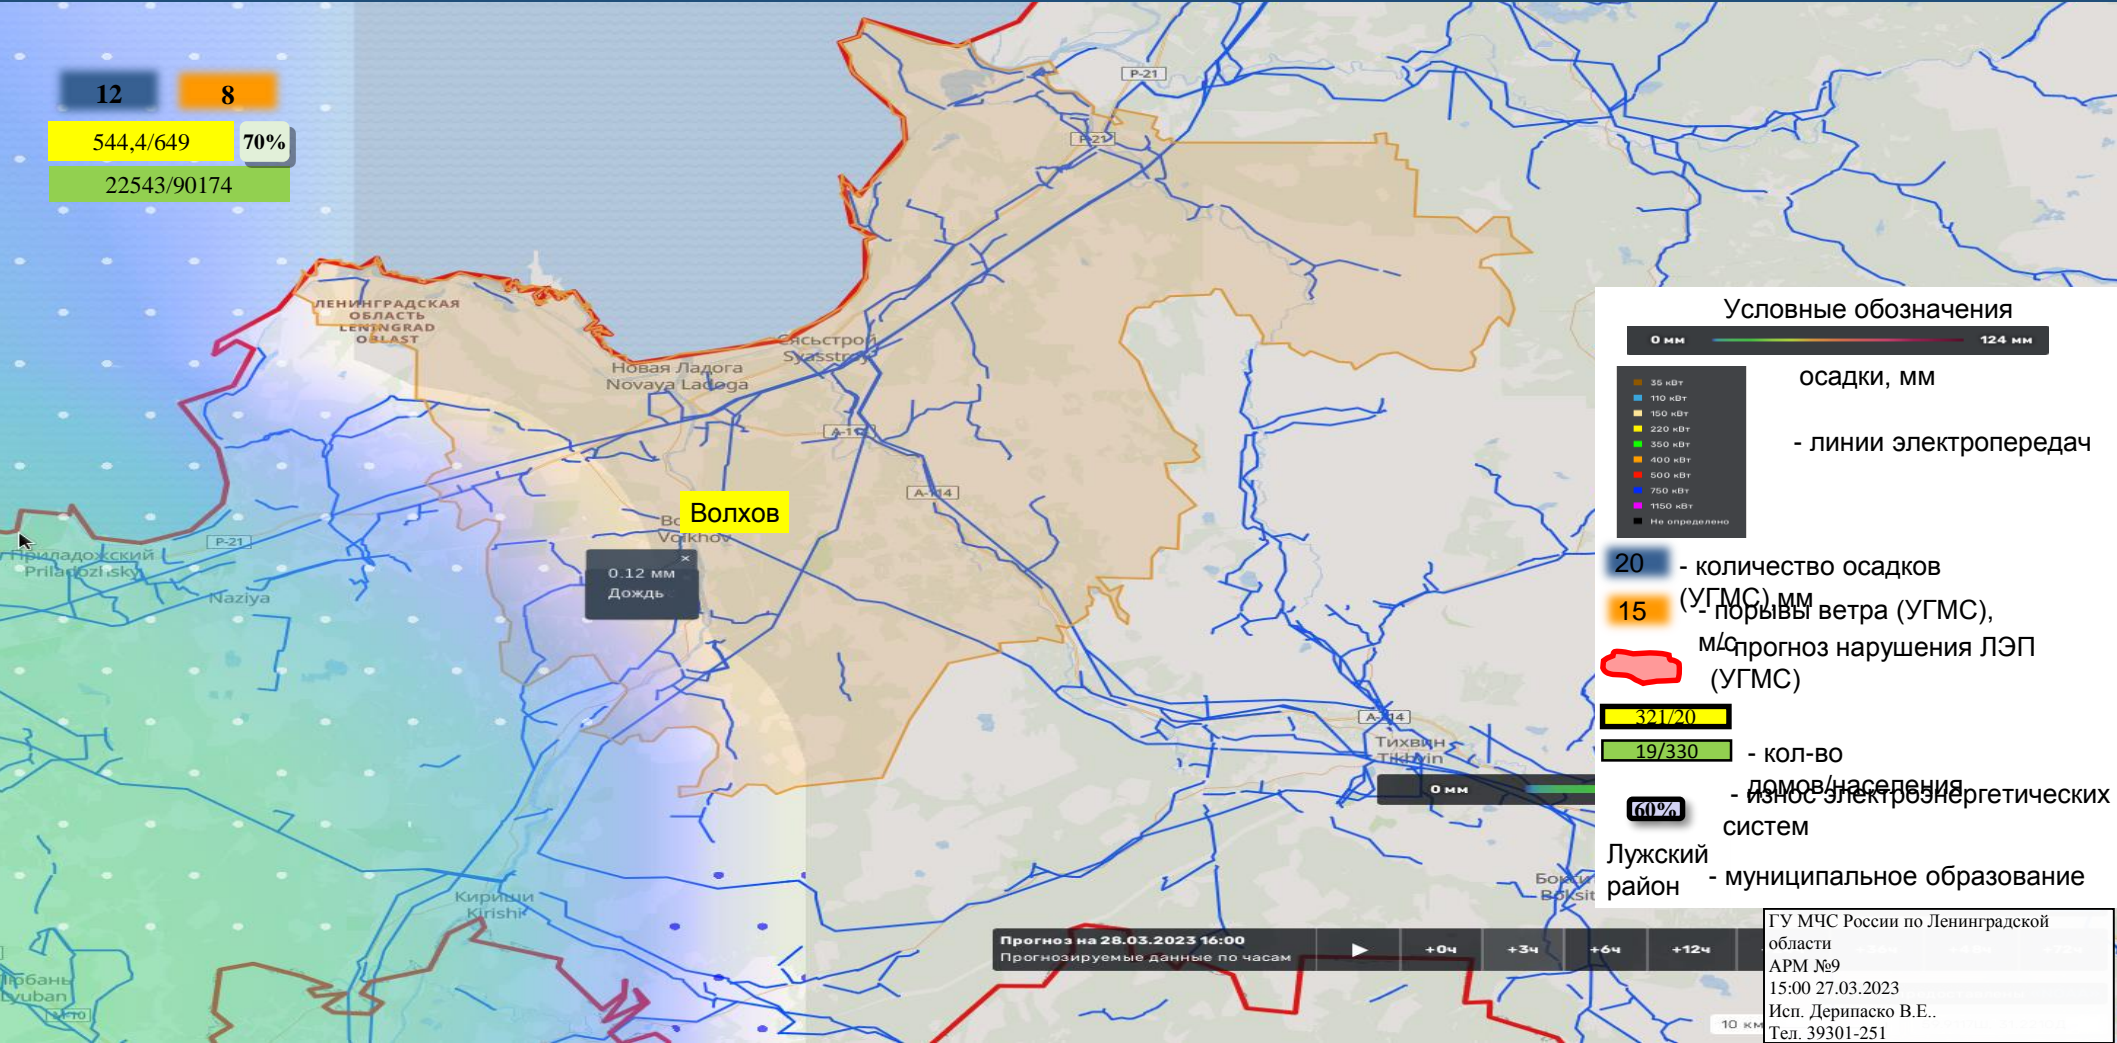 12
8
544,4/649
70%
22543/90174
P-21
P-21
ЛЕНИНГРАДСКАЯ
ОБЛАСТЬ
LENINGRAD
OBLAST
Сясьстрой
Syasstroy
Новая Ладога
Novaya Ladoga
A-114
Волхов
Volkhov
0.12 мм
Дождь
×
P-21
Приладожский
Priladozhsky
Naziya
A-114
Тихвин
Tikhvin
0 мм
Кириши
Kirishi
Lyuban
M-10
Boksit
Прогноз на 28.03.2023 16:00
Прогнозируемые данные по часам
+0ч
+3ч
+6ч
+12ч
10 км
Условные обозначения
0 мм
124 мм
осадки, мм
35 кВт
110 кВт
150 кВт
220 кВт
350 кВт
400 кВт
500 кВт
750 кВт
1150 кВт
Не определено
- линии электропередач
20
- количество осадков
(УГМС),мм
15
- порывы ветра (УГМС),
м/с
- прогноз нарушения ЛЭП
(УГМС)
321/20
19/330
- кол-во
домов/населения
60%
- износ электроэнергетических
систем
Лужский
район
- муниципальное образование
ГУ МЧС России по Ленинградской
области
АРМ №9
15:00 27.03.2023
Исп. Дерипаско В.Е..
Тел. 39301-251